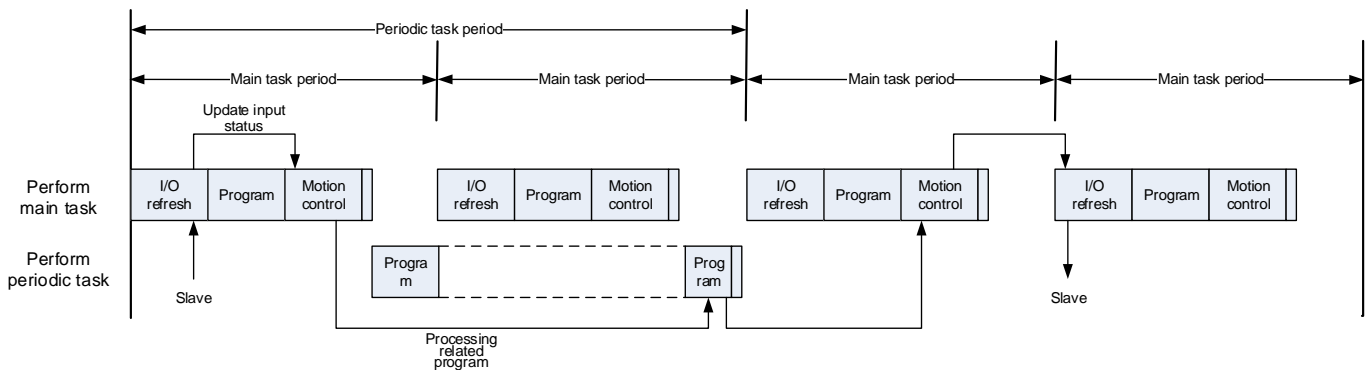 Periodic task period
Main task period
Main task period
Main task period
Main task period
Update input
status
Perform
main task
I/O
refresh
Program
Motion
control
I/O
refresh
Program
Motion
control
I/O
refresh
Program
Motion
control
I/O
refresh
Program
Motion
control
Perform
periodic task
Progra
m
Prog
ram
Slave
Slave
Processing
related
program